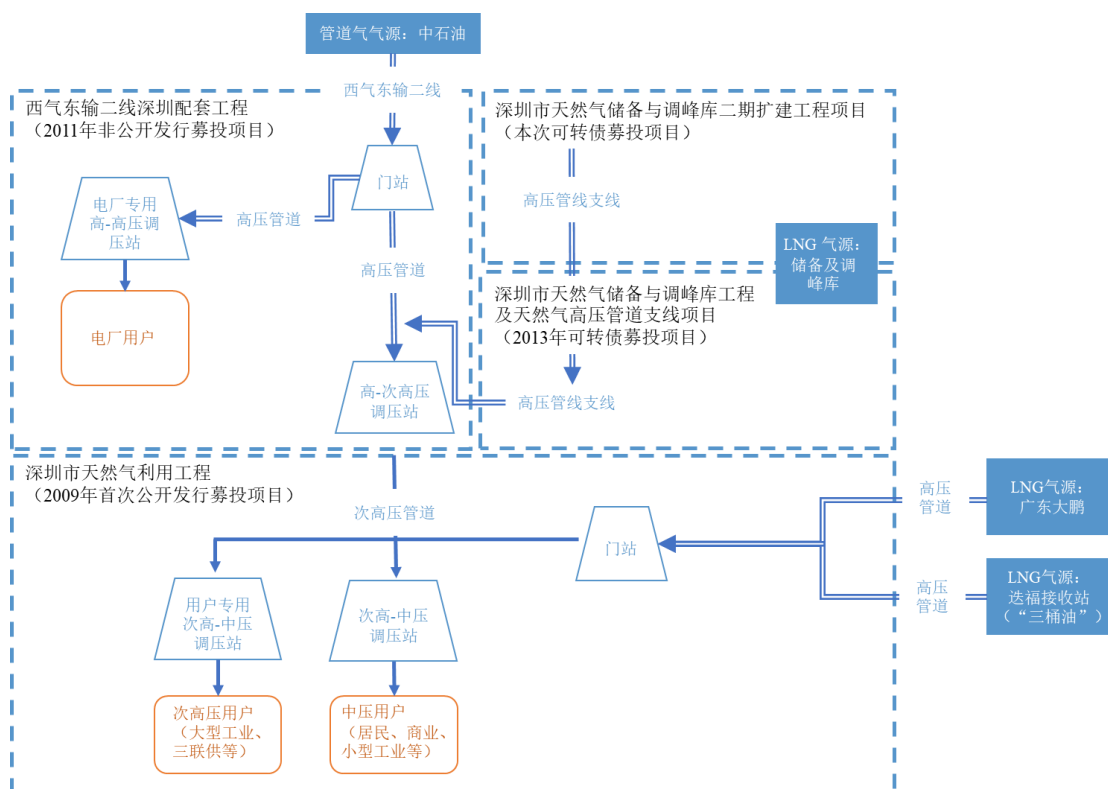 管道气气源：中石油
西气东输二线
西气东输二线深圳配套工程
（2011年非公开发行募投项目）
门站
电厂专用
高-高压调
压站
高压管道
高压管道
电厂用户
高-次高压
调压站
深圳市天然气储备与调峰库二期扩建工程项目
（本次可转债募投项目）
高压管线支线
LNG 气源：
储备及调
峰库
深圳市天然气储备与调峰库工程
及天然气高压管道支线项目
（2013年可转债募投项目）
高压管线支线
深圳市天然气利用工程
（2009年首次公开发行募投项目）
次高压管道
门站
高压
管道
LNG气源：
广东大鹏
高压
管道
LNG气源：
迭福接收站
（“三桶油”）
用户专用
次高-中压
调压站
次高-中压
调压站
次高压用户
（大型工业、
三联供等）
中压用户
（居民、商业、
小型工业等）